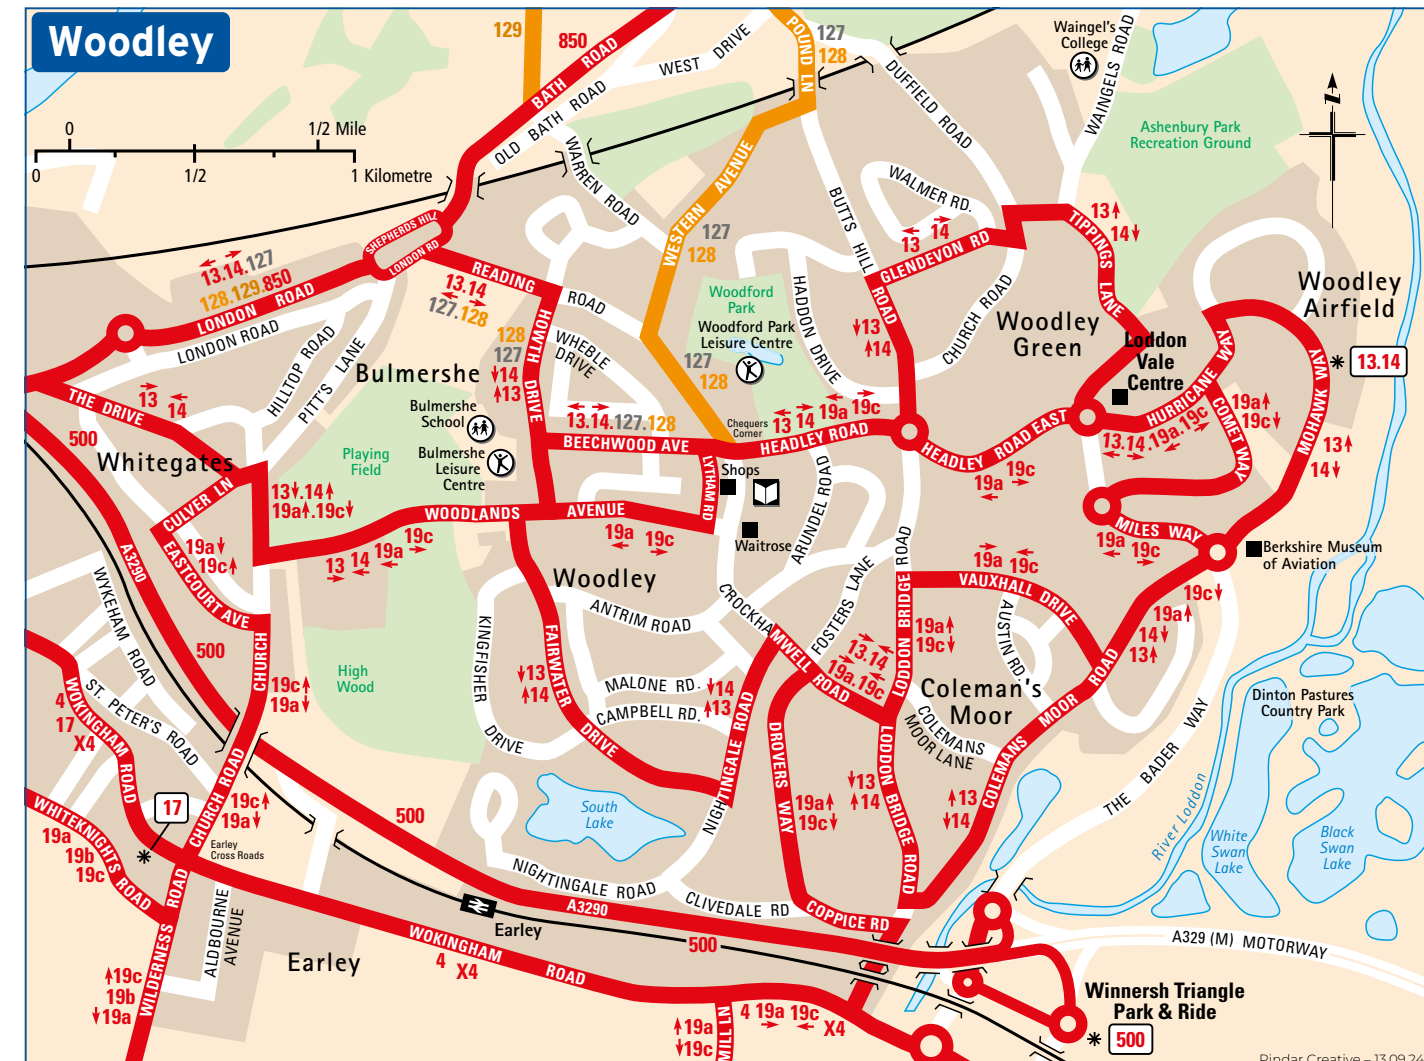 Woodley
129
850
BATH ROAD
OLD BATH ROAD
WEST DRIVE
POUND LN
127
128
DUFFIELD ROAD
Waingel's
College
WAINGELS ROAD
Ashenbury Park
Recreation Ground
N
0
1/2 Mile
0
1/2
1 Kilometre
WARREN ROAD
WESTERN AVENUE
127
128
BUTTS HILL ROAD
WALMER RD.
14
13
GLENDEVON RD
TIPPINGS LANE
13
14
SHEPHERDS HILL
LONDON RD
13.14.127
128.129.850
LONDON ROAD
LONDON ROAD
READING
ROAD
13.14
127.128
128
127
14
13
HOWTH DRIVE
WHEBLE
DRIVE
HILLTOP ROAD
PITT'S LANE
Bulmershe
Bulmershe
School
Bulmershe
Leisure
Centre
Playing
Field
Woodford
Park
Woodford Park
Leisure Centre
127
128
HADDON DRIVE
13
14
CHURCH ROAD
Woodley
Green
Loddon
Vale
Centre
Woodley
Airfield
13.14
MOHAWK WAY
13
14
HURRICANE WAY
13.14.19a.19c
COMET WAY
19a
19c
THE DRIVE
13
14
500
Whitegates
CULVER LN
13 .14
19a .19c
13.14.127.128
BEECHWOOD AVE
Chequers
Corner
13 14 19a 19c
HEADLEY ROAD
HEADLEY ROAD EAST
19a
19c
LYTHAM RD
Shops
Waitrose
ARUNDEL ROAD
WOODLANDS
AVENUE
13 14 19a 19c
19a 19c
MILES WAY
19a 19c
Berkshire Museum
of Aviation
A3290
EASTCOURT AVE
19a
19c
WYKEHAM ROAD
Woodley
ANTRIM ROAD
CROCKHAMWELL ROAD
FOSTERS LANE
LODDON BRIDGE ROAD
19a 19c
VAUXHALL DRIVE
AUSTIN RD.
19c
19a
14
13
19a
19c
13.14
19a.19c
500
CHURCH
19c
19a
High
Wood
KINGFISHER
DRIVE
FAIRWATER
DRIVE
13
14
MALONE RD.
CAMPBELL RD.
14
13
NIGHTINGALE ROAD
Coleman's
Moor
COLEMANS
MOOR LANE
COLEMANS MOOR ROAD
Dinton Pastures
Country Park
THE BADER WAY
4
17
X4
WOKINGHAM ROAD
ST. PETER'S ROAD
CHURCH ROAD
19c
19a
17
Earley
Cross Roads
WHITEKNIGHTS ROAD
19a
19b
19c
500
South
Lake
DROVERS WAY
19a
19c
13
14
LODDON BRIDGE ROAD
13
14
River Loddon
White
Swan
Lake
Black
Swan
Lake
NIGHTINGALE ROAD
CLIVEDALE RD
COPPICE RD
A3290
500
Earley
ALDBOURNE
AVENUE
WILDERNESS ROAD
19c
19b
19a
Earley
WOKINGHAM
ROAD
4 X4
A329 (M) MOTORWAY
Winnersh Triangle
Park & Ride
500
19a
19c
MILL LN
4 19a 19c X4
Pindar Creative – 13.09.24